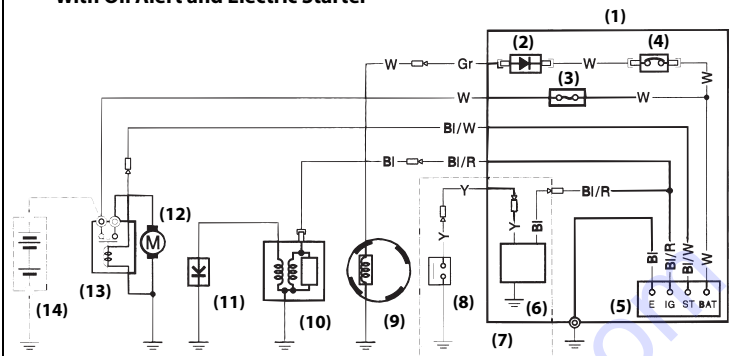 With Oil Alert and Electric Starter
(1)
(2)
(4)
W
Gr
W
W
(3)
W
W
Bl/W
Bl
Bl/R
Y
Bl/R
Y
Y
Bl
Bl
Bl/R
Bl/W
W
(12)
M
(13)
(14)
(11)
(10)
(9)
(8)
(6)
(7)
(5)
E IG ST BAT
om